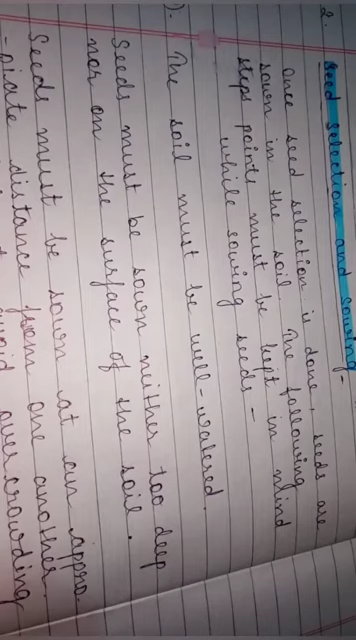 2. Seed selection and sowing-
Once seed selection is done, seeds are
sown in the soil. The following
points must be kept in mind
while sowing seeds -
). The soil must be well-watered.
Seeds must be sown neither too deep
nor on the surface of the soil.
Seeds must be sown at an appro
-priate distance from one another
avoid overcrowding